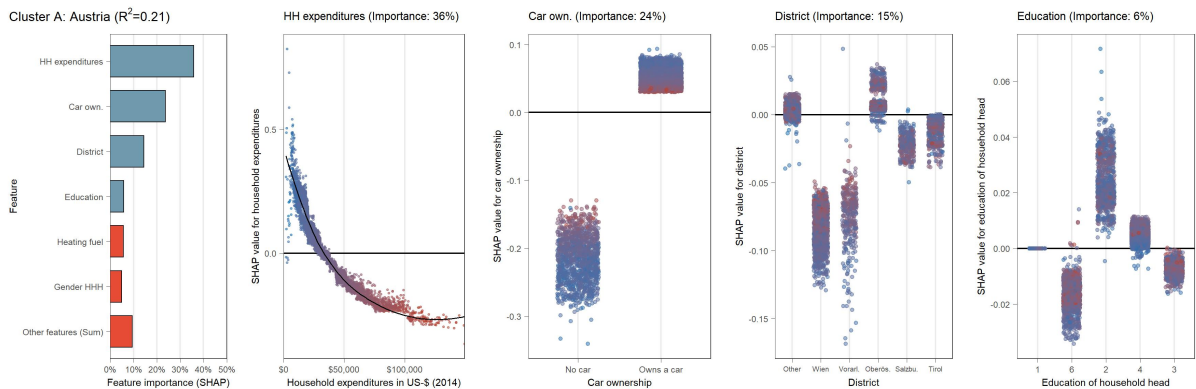 Cluster A: Austria (R²=0.21)
Feature
HH expenditures
Car own.
District
Education
Heating fuel
Gender HHH
Other features (Sum)
0% 10% 20% 30% 40% 50%
Feature importance (SHAP)
HH expenditures (Importance: 36%)
SHAP value for household expenditures
0.5
0.0
$0 $50,000 $100,000
Household expenditures in US-$ (2014)
Car own. (Importance: 24%)
SHAP value for car ownership
0.1
0.0
-0.1
-0.2
-0.3
No car Owns a car
Car ownership
District (Importance: 15%)
SHAP value for district
0.05
0.00
-0.05
-0.10
-0.15
Other Wien Vorarl. Oberös. Salzbu. Tirol
District
Education (Importance: 6%)
SHAP value for education of household head
0.06
0.04
0.02
0.00
-0.02
1 6 2 4 3
Education of household head